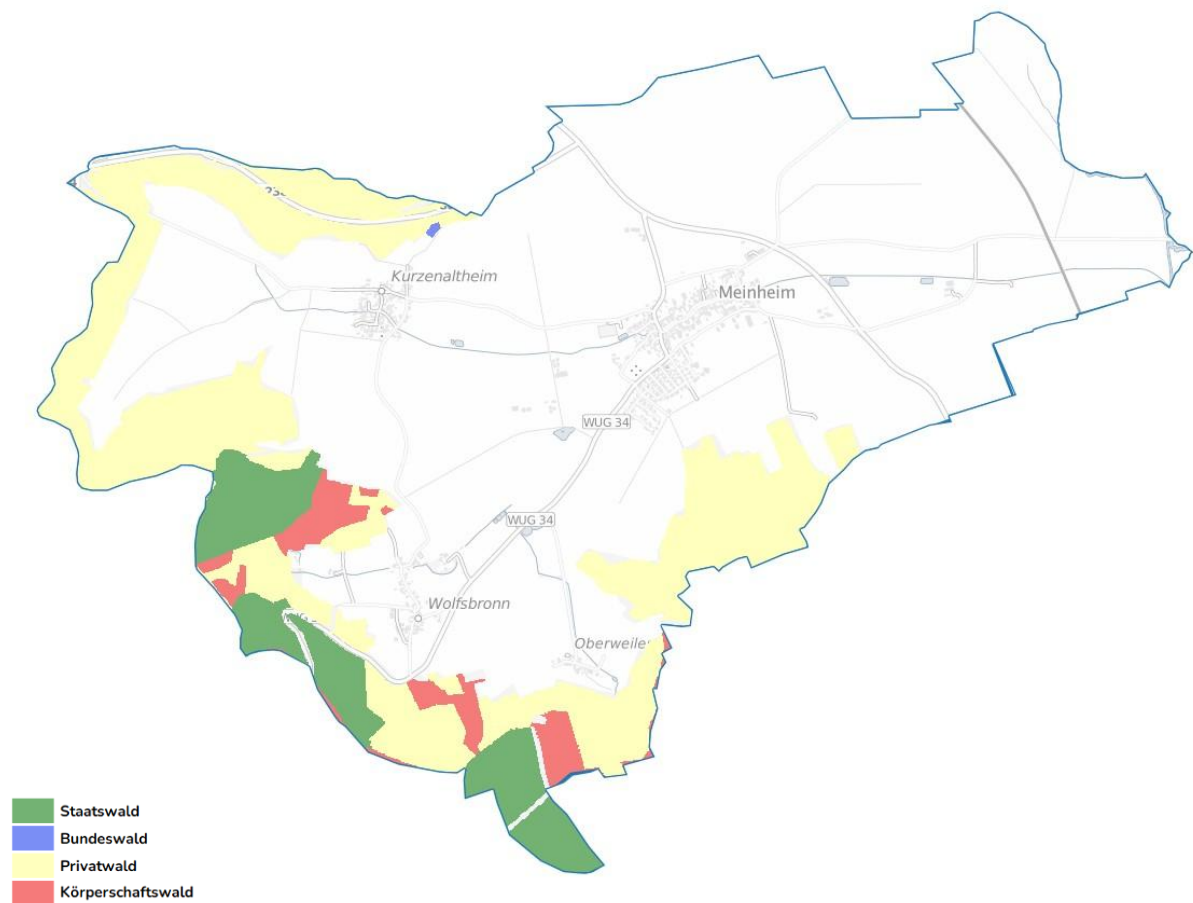 Kurzenaltheim
Meinheim
WUG 34
WUG 34
Wolfsbronn
Oberweiler
Staatswald
Bundeswald
Privatwald
Körperschaftswald